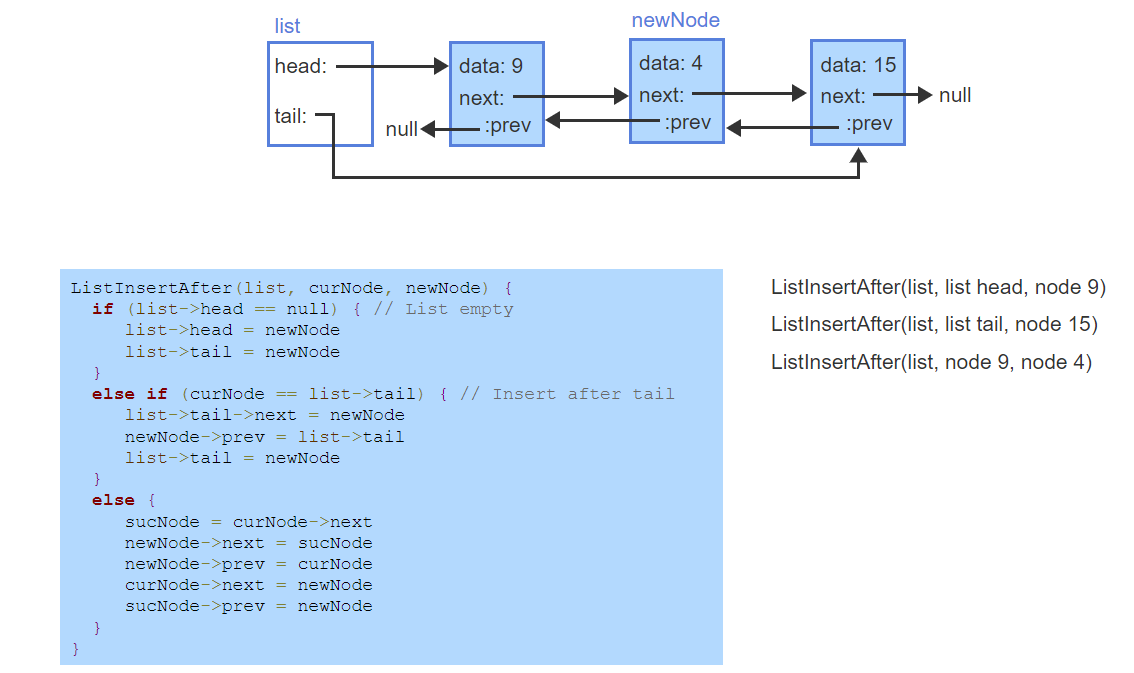 list
newNode
head:
tail:
null
data: 9
next:
:prev
data: 4
next:
:prev
data: 15
next:
:prev
null
ListInsertAfter(list, curNode, newNode) {
if (list->head == null) { // List empty
list->head = newNode
list->tail = newNode
}
else if (curNode == list->tail) { // Insert after tail
list->tail->next = newNode
newNode->prev = list->tail
list->tail = newNode
}
else {
sucNode = curNode->next
newNode->next = sucNode
newNode->prev = curNode
curNode->next = newNode
sucNode->prev = newNode
}
}
ListInsertAfter(list, list head, node 9)
ListInsertAfter(list, list tail, node 15)
ListInsertAfter(list, node 9, node 4)